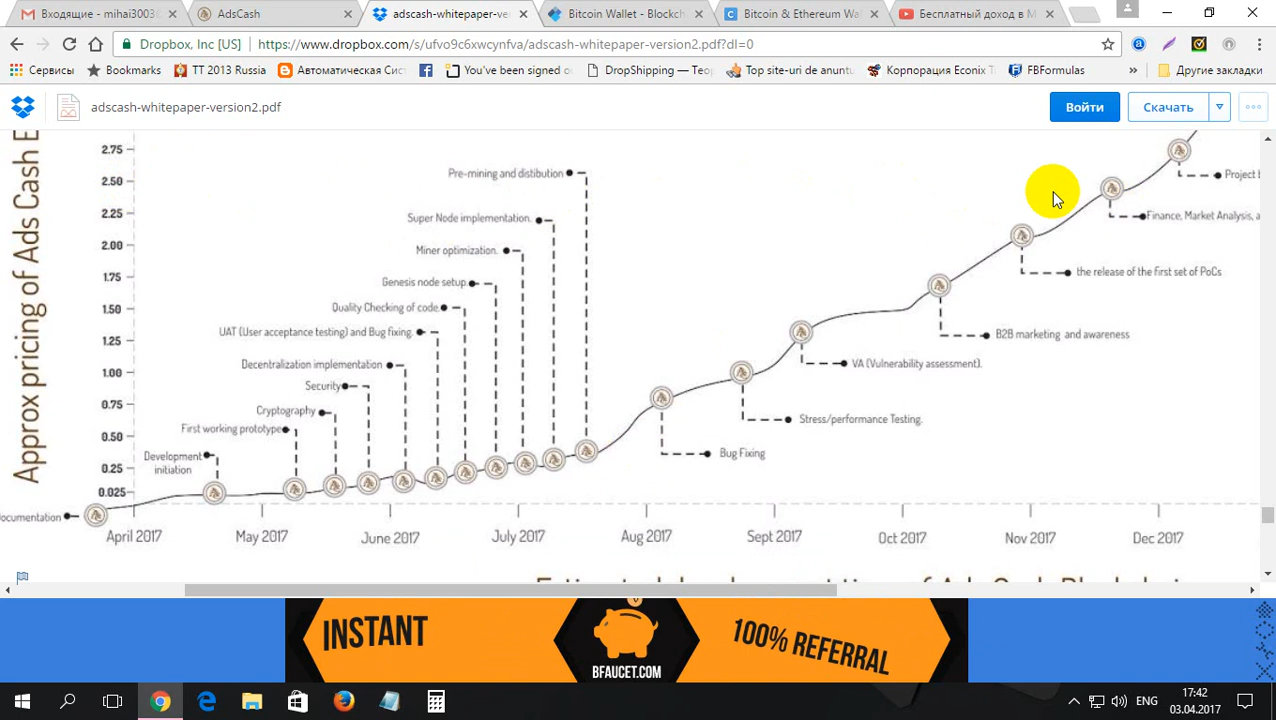 Входящие - mihai3003
AdsCash
adscash-whitepaper-ve
Bitcoin Wallet - Blockch
Bitcoin & Ethereum Wa
Бесплатный доход в М
Dropbox, Inc [US]
https://www.dropbox.com/s/ufvo9c6xwcynfva/adscash-whitepaper-version2.pdf?dl=0
Сервисы
Bookmarks
TT 2013 Russia
Автоматическая Сис
You've been signed o
DropShipping — Teo
Top site-uri de anuntu
Корпорация Econix Te
FBFormulas
»
Другие закладки
adscash-whitepaper-version2.pdf
Войти
Скачать
Approx pricing of Ads Cash E
2.75
2.50
2.25
2.00
1.75
1.50
1.25
1.00
0.75
0.50
0.25
0.025
Pre-mining and distibution
Super Node implementation.
Miner optimization.
Genesis node setup.
Quality Checking of code.
UAT (User acceptance testing) and Bug fixing.
Decentralization implementation
Security
Cryptography
First working prototype
Development
initiation
ocumentation
Project b
Finance, Market Analysis, a
the release of the first set of PoCs
B2B marketing and awareness
VA (Vulnerability assessment).
Stress/performance Testing.
Bug Fixing
April 2017
May 2017
June 2017
July 2017
Aug 2017
Sept 2017
Oct 2017
Nov 2017
Dec 2017
INSTANT
BFAUCET.COM
100% REFERRAL
ENG
17:42
03.04.2017